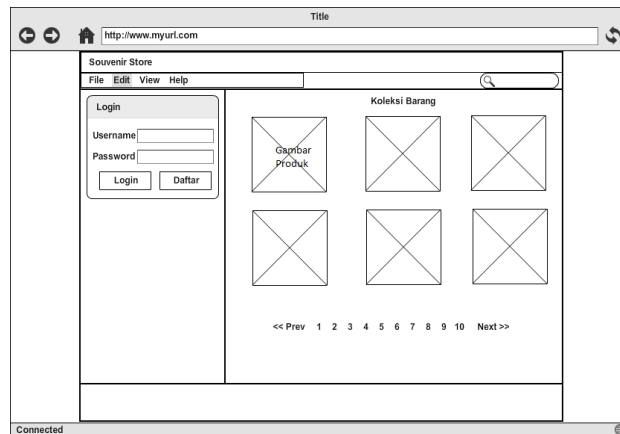 Title
http://www.myurl.com
Souvenir Store
File Edit View Help
Login
Koleksi Barang
Username
Password
Login Daftar
Gambar
Produk
<< Prev 1 2 3 4 5 6 7 8 9 10 Next >>
Connected